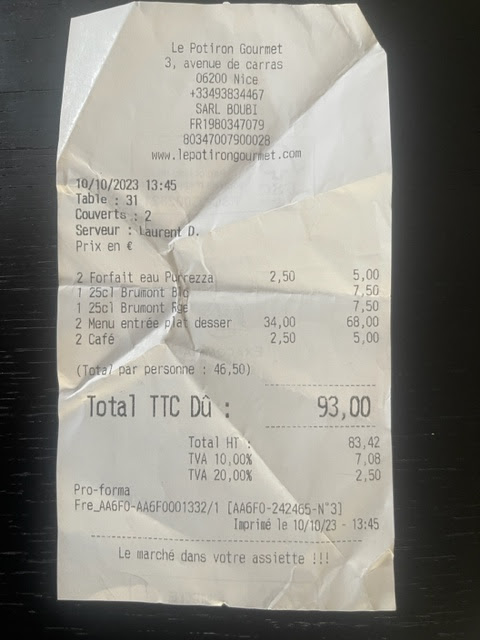 Le Potiron Gourmet
3, avenue de carras
06200 Nice
+33493834467
SARL BOUBI
FR1980347079
80347007900028
www.lepotirongourmet.com
10/10/2023 13:45
Table : 31
Couverts : 2
Serveur : Laurent D.
Prix en €
2 Forfait eau Purezza 2,50 5,00
1 25cl Brumont Blc 7,50
1 25cl Brumont Rge 7,50
2 Menu entrée plat desser 34,00 68,00
2 Café 2,50 5,00
(Total par personne : 46,50)
Total TTC Dû : 93,00
Total HT : 83,42
TVA 10,00% 7,08
TVA 20,00% 2,50
Pro-forma
Fre_AA6F0-AA6F0001332/1 [AA6F0-242465-N°3]
Imprimé le 10/10/23 - 13:45
Le marché dans votre assiette !!!